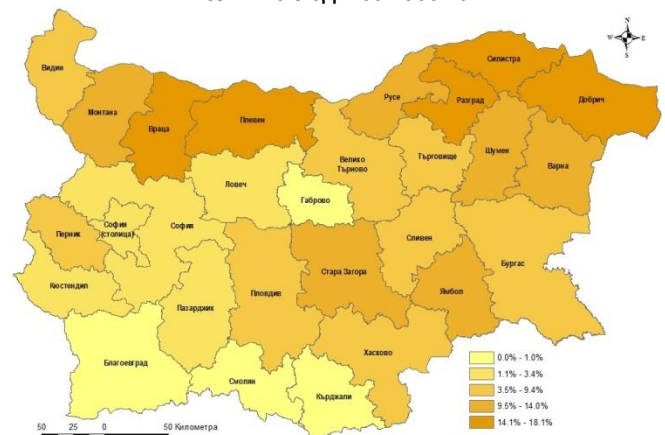 N
W E
S
Видин
Монтана
Враца
Плевен
Русе
Силистра
Разград
Добрич
Шумен
Варна
Велико
Търново
Търговище
Ловеч
Габрово
София
(столица)
София
Перник
Кюстендил
Пазарджик
Пловдив
Стара Загора
Сливен
Ямбол
Бургас
Хасково
Благоевград
Смолян
Кърджали
0.0% - 1.0%
1.1% - 3.4%
3.5% - 9.4%
9.5% - 14.0%
14.1% - 18.1%
50 25 0 50 Километра